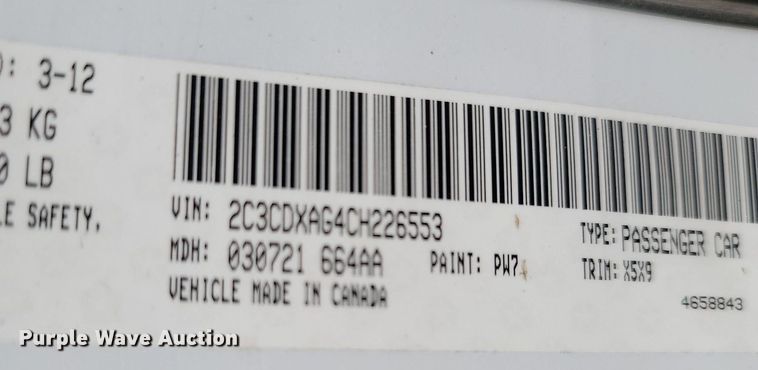 ): 3-12
3 KG
0 LB
LE SAFETY,
VIN: 2C3CDXAG4CH226553
MDH: 030721 664AA
PAINT: PW7
VEHICLE MADE IN CANADA
TYPE: PASSENGER CAR
TRIM: X5X9
4658843
Purple Wave Auction